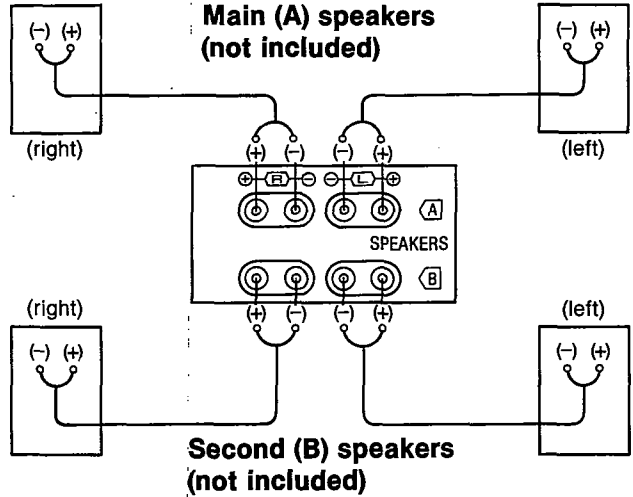 Main (A) speakers
(not included)
(−) (+)
(−) (+)
(right)
(left)
(+) (−) (−) (+)
⊕ R ⊖ ⊖ L ⊕
A
SPEAKERS
B
(+) (−) (−) (+)
(right)
(left)
(−) (+)
(−) (+)
Second (B) speakers
(not included)